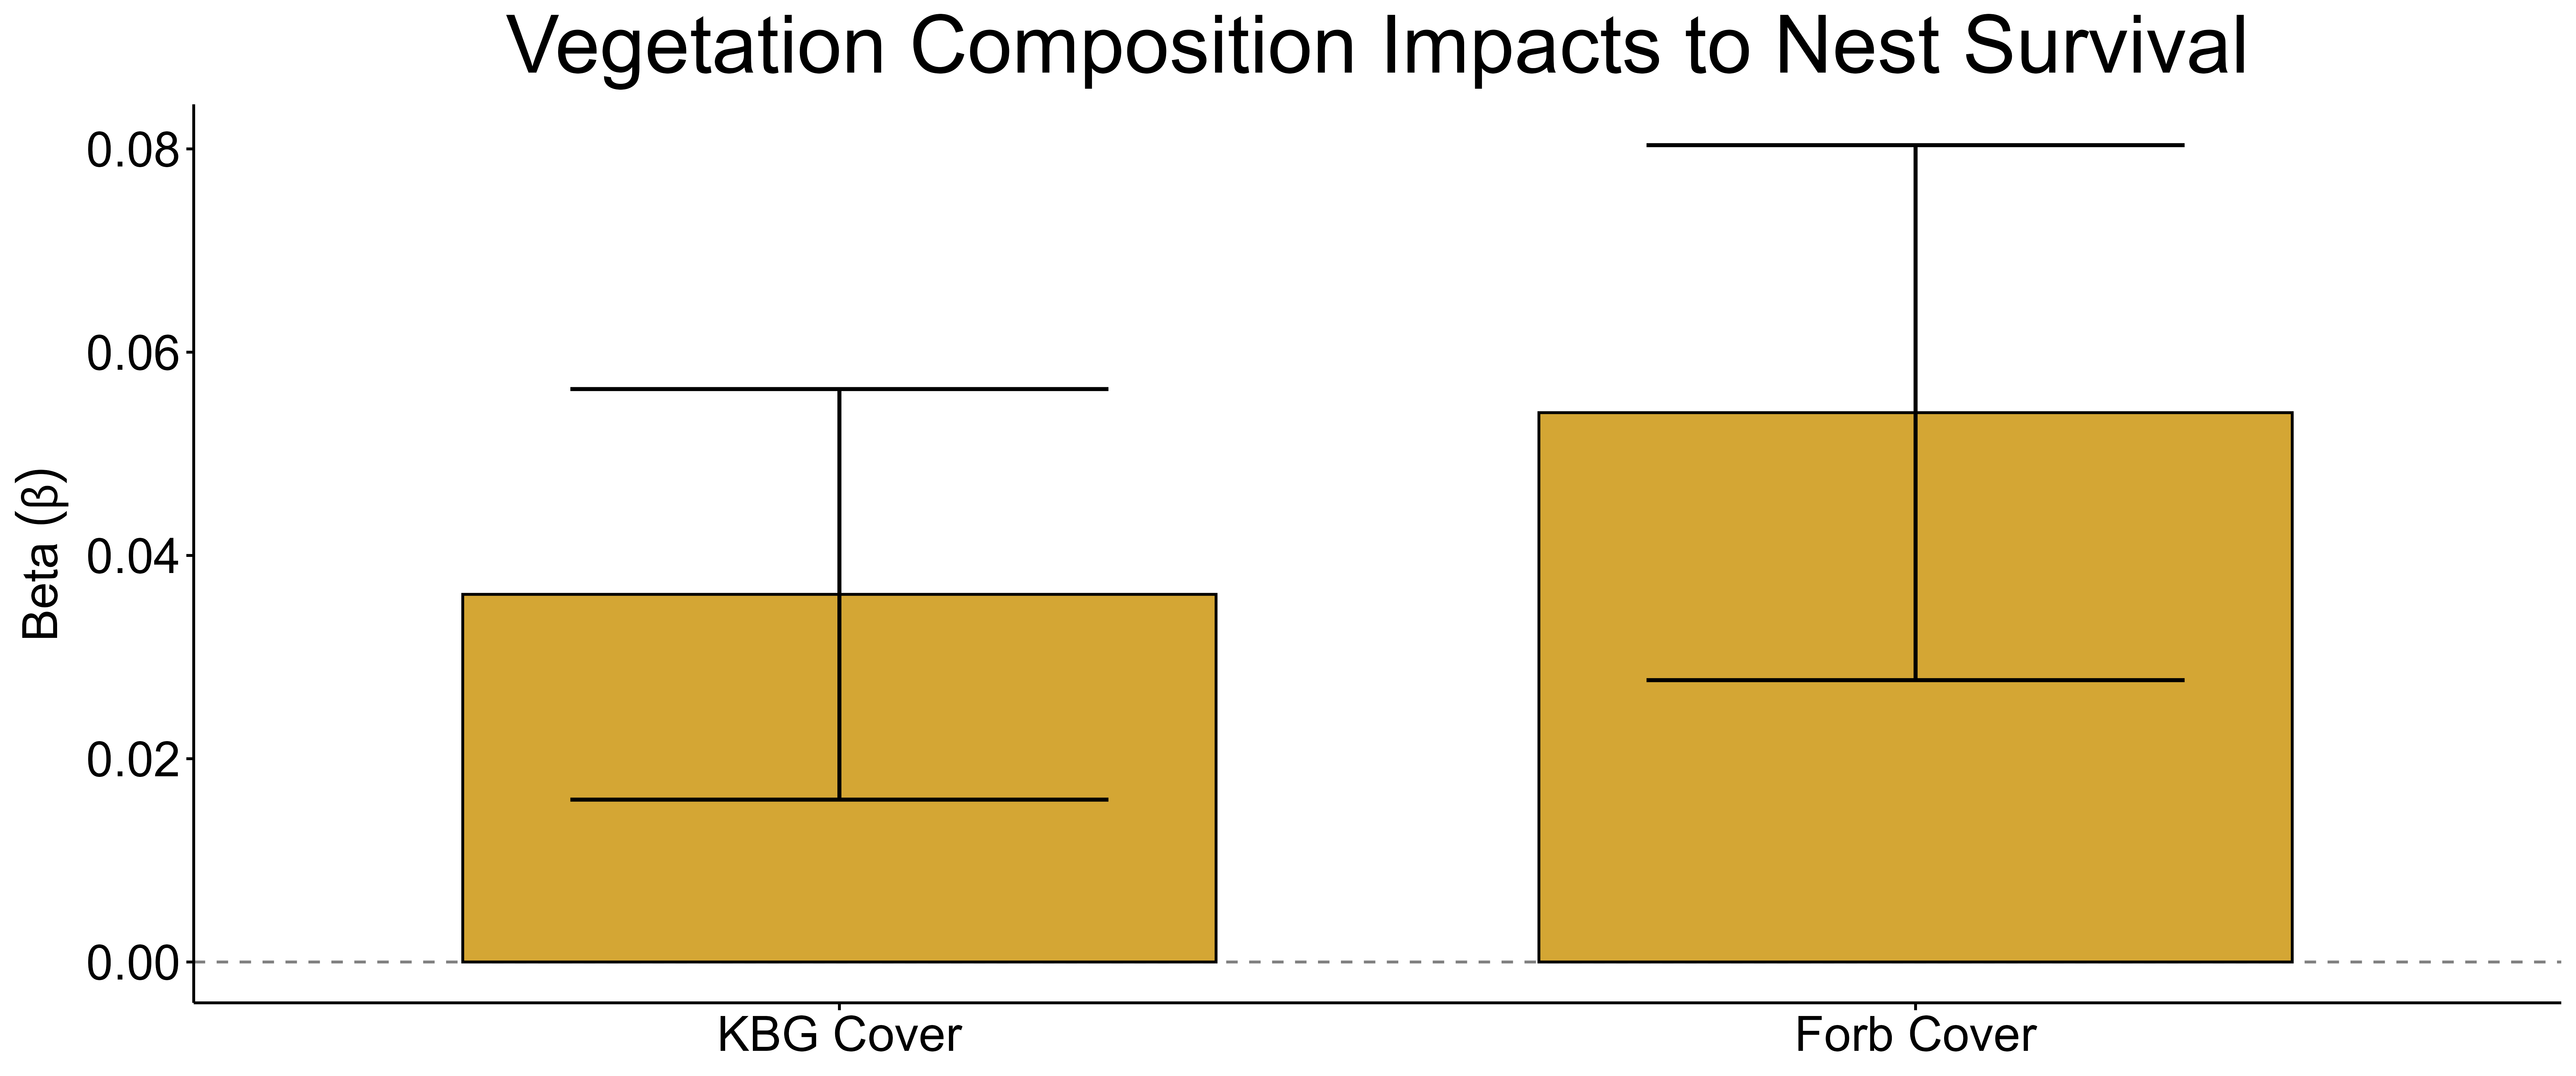 Vegetation Composition Impacts to Nest Survival
0.08
0.06
0.04
0.02
0.00
Beta (β)
KBG Cover
Forb Cover